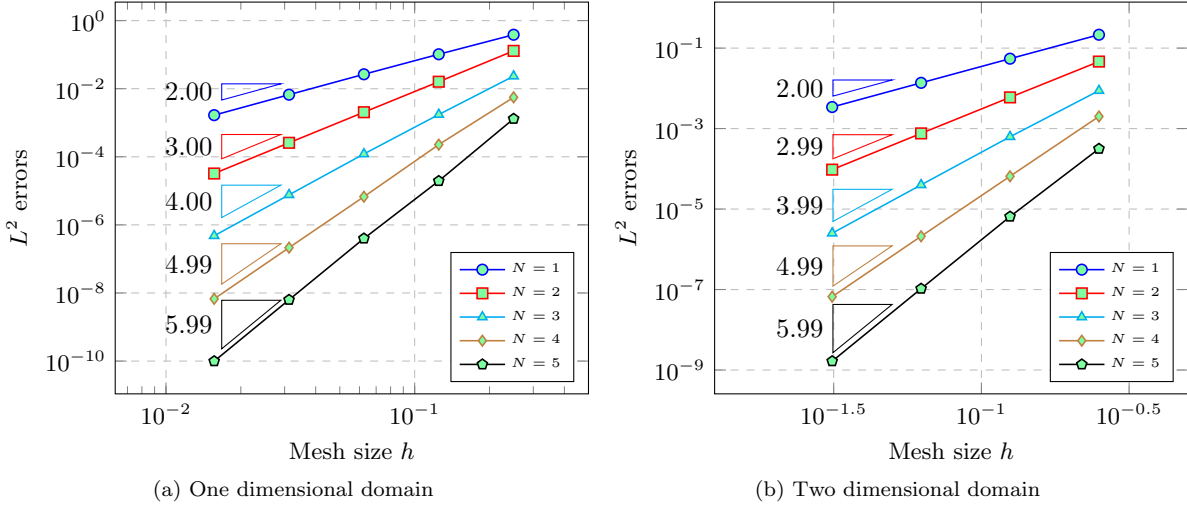 10^0
10^−2
10^−4
10^−6
10^−8
10^−10
L^2 errors
2.00
3.00
4.00
4.99
5.99
N = 1
N = 2
N = 3
N = 4
N = 5
10^−2
10^−1
Mesh size h
(a) One dimensional domain
10^−1
10^−3
10^−5
10^−7
10^−9
L^2 errors
2.00
2.99
3.99
4.99
5.99
N = 1
N = 2
N = 3
N = 4
N = 5
10^−1.5
10^−1
10^−0.5
Mesh size h
(b) Two dimensional domain